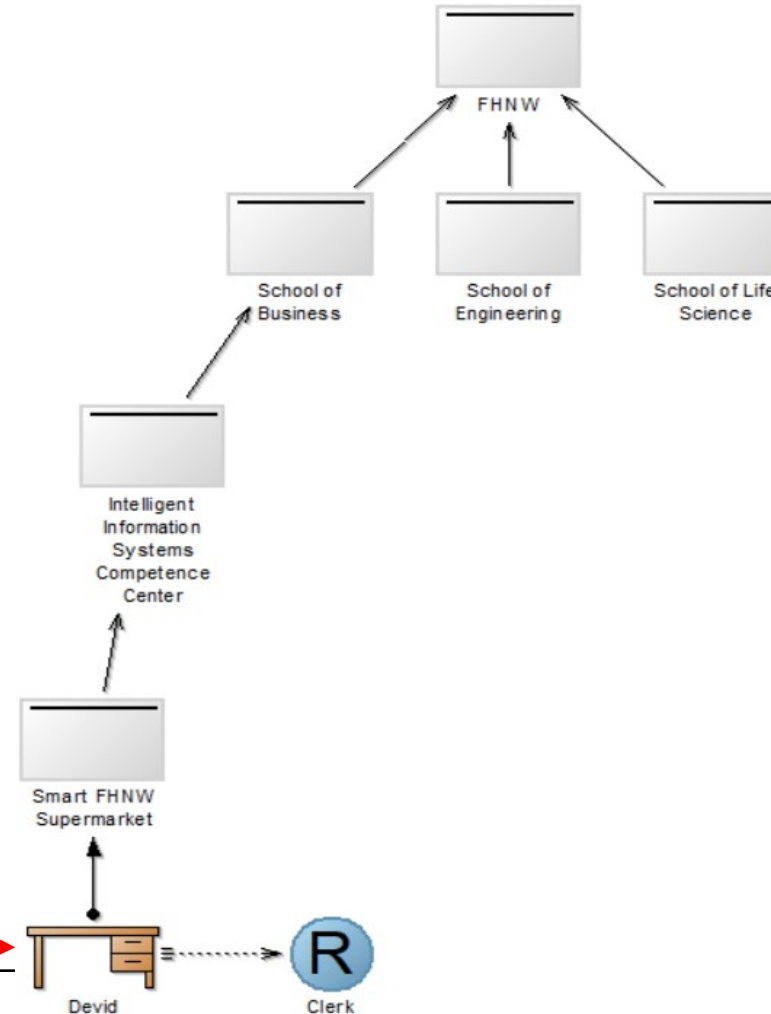 FHNW
School of
Business
School of
Engineering
School of Life
Science
Intelligent
Information
Systems
Competence
Center
Smart FHNW
Supermarket
R
Devid
Clerk